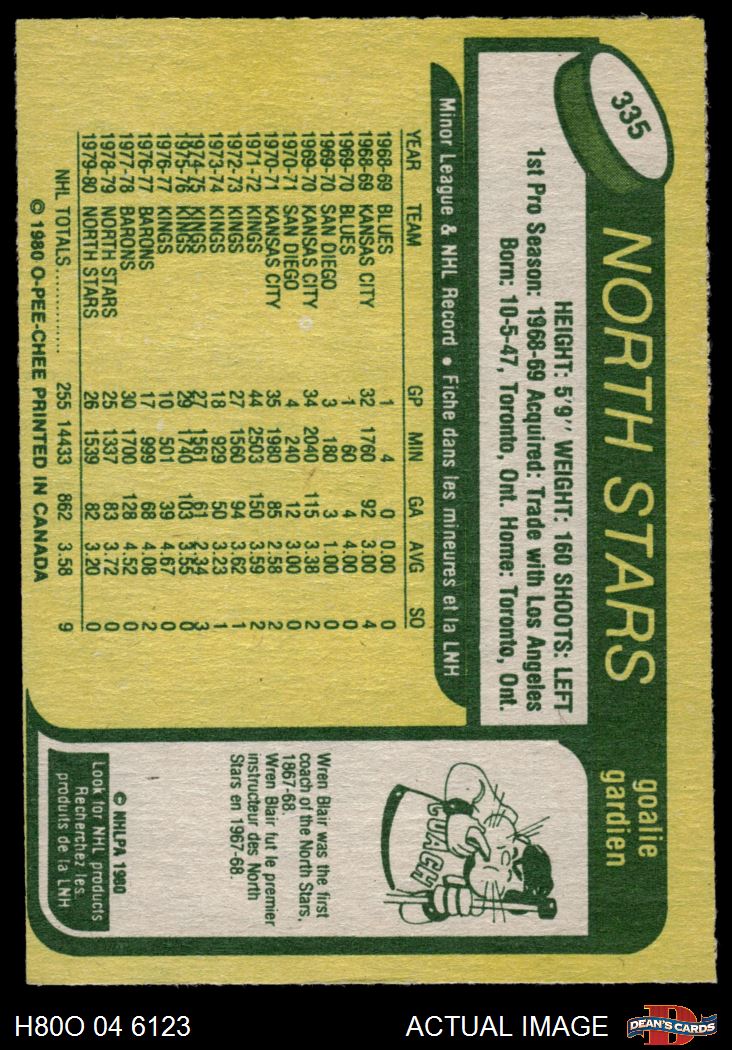 335
NORTH STARS
goalie
gardien
HEIGHT: 5'9'' WEIGHT: 160 SHOOTS: LEFT
1st Pro Season: 1968-69 Acquired: Trade with Los Angeles
Born: 10-5-47, Toronto, Ont. Home: Toronto, Ont.
Minor League & NHL Record • Fiche dans les mineures et la LNH
YEAR TEAM GP MIN GA AVG SO
1968-69 BLUES 1 4 0 0.00 0
1968-69 KANSAS CITY 32 1760 92 3.00 4
1969-70 BLUES 1 60 4 4.00 0
1969-70 SAN DIEGO 3 180 3 1.00 0
1969-70 KANSAS CITY 34 2040 115 3.38 2
1970-71 SAN DIEGO 4 240 12 3.00 0
1970-71 KANSAS CITY 35 1980 85 2.58 2
1971-72 KINGS 44 2503 150 3.59 2
1972-73 KINGS 27 1560 94 3.62 1
1973-74 KINGS 18 929 50 3.23 1
1974-75 KINGS 27 1561 61 2.34 3
1975-76 KINGS 1740 103
1976-77 KINGS 10 501 39 4.67 0
1976-77 BARONS 17 999 68 4.08 2
1977-78 BARONS 30 1700 128 4.52 0
1978-79 NORTH STARS 25 1337 83 3.72 0
1979-80 NORTH STARS 26 1539 82 3.20 0
NHL TOTALS ........... 255 14433 862 3.58 9
© 1980 O-PEE-CHEE PRINTED IN CANADA
COACH
Wren Blair was the first
coach of the North Stars,
1867-68.
Wren Blair fut le premier
instructeur des North
Stars en 1967-68.
© NHLPA 1980
Look for NHL products
Recherchez les
produits de la LNH
H80O 04 6123
ACTUAL IMAGE
D
DEAN'S CARDS